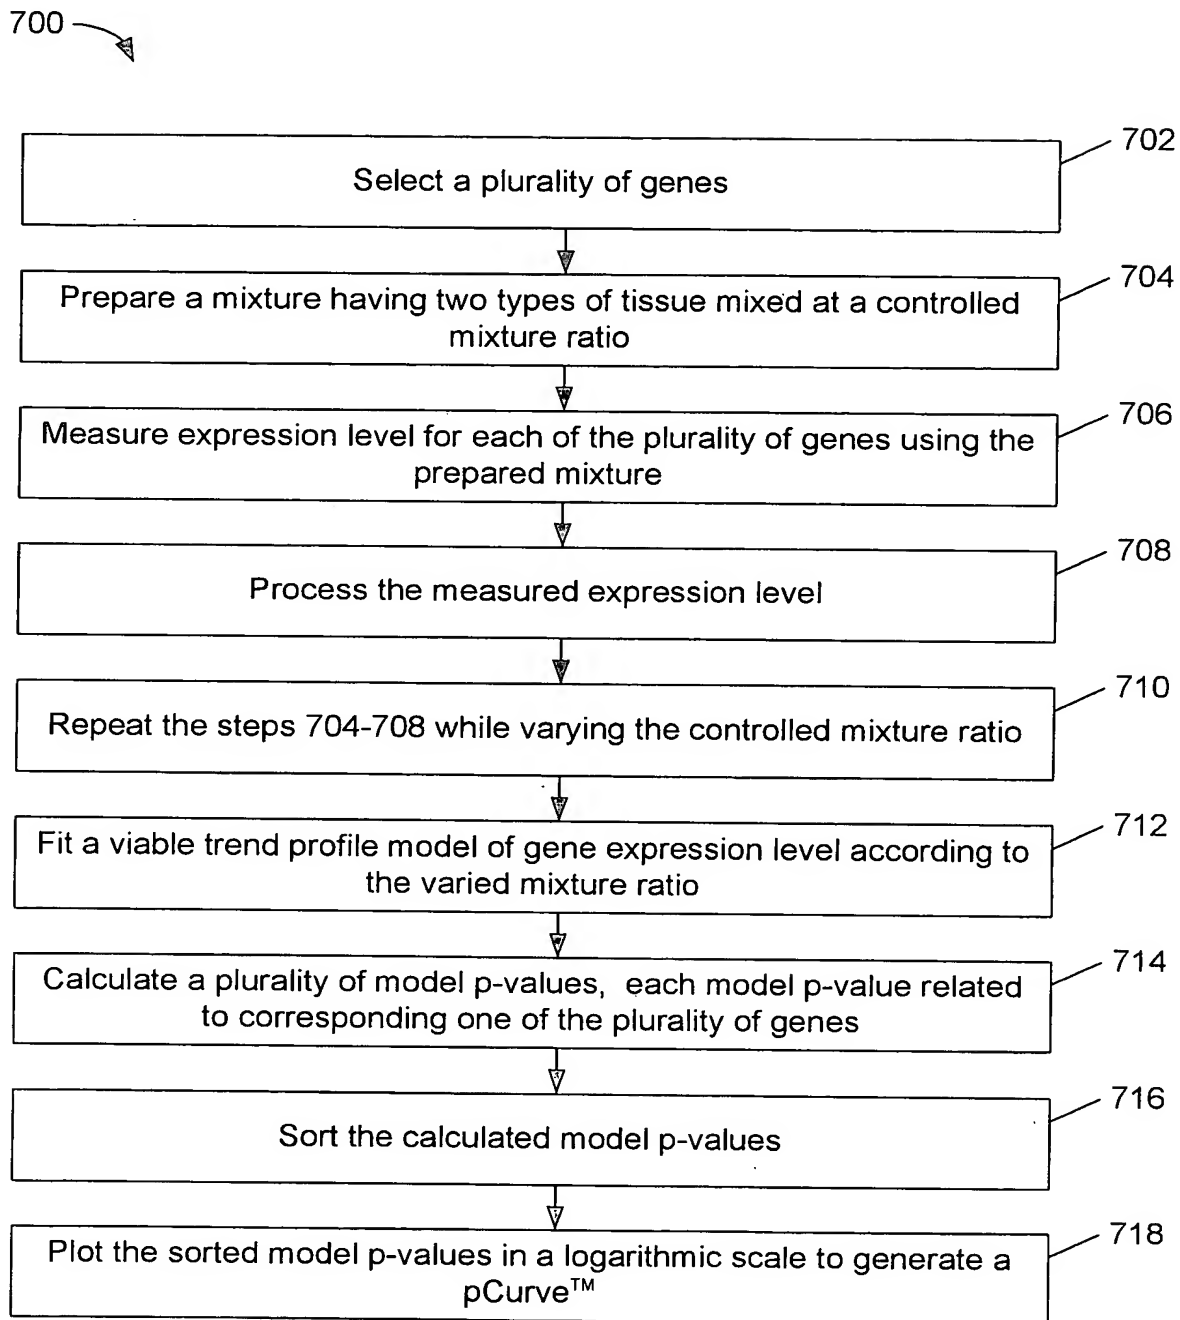 700
702
Select a plurality of genes
704
Prepare a mixture having two types of tissue mixed at a controlled
mixture ratio
706
Measure expression level for each of the plurality of genes using the
prepared mixture
708
Process the measured expression level
710
Repeat the steps 704-708 while varying the controlled mixture ratio
712
Fit a viable trend profile model of gene expression level according to
the varied mixture ratio
714
Calculate a plurality of model p-values, each model p-value related
to corresponding one of the plurality of genes
716
Sort the calculated model p-values
718
Plot the sorted model p-values in a logarithmic scale to generate a
pCurve™